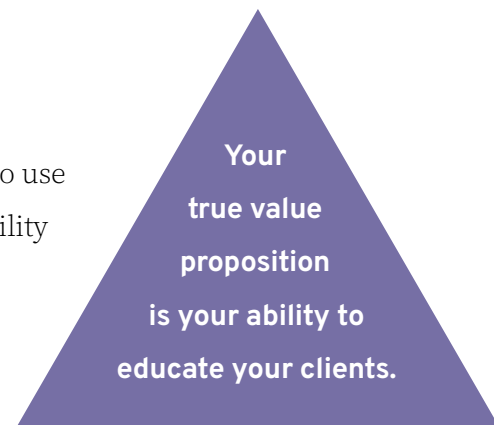 Your
o use
true value
ility
proposition
is your ability to
educate your clients.